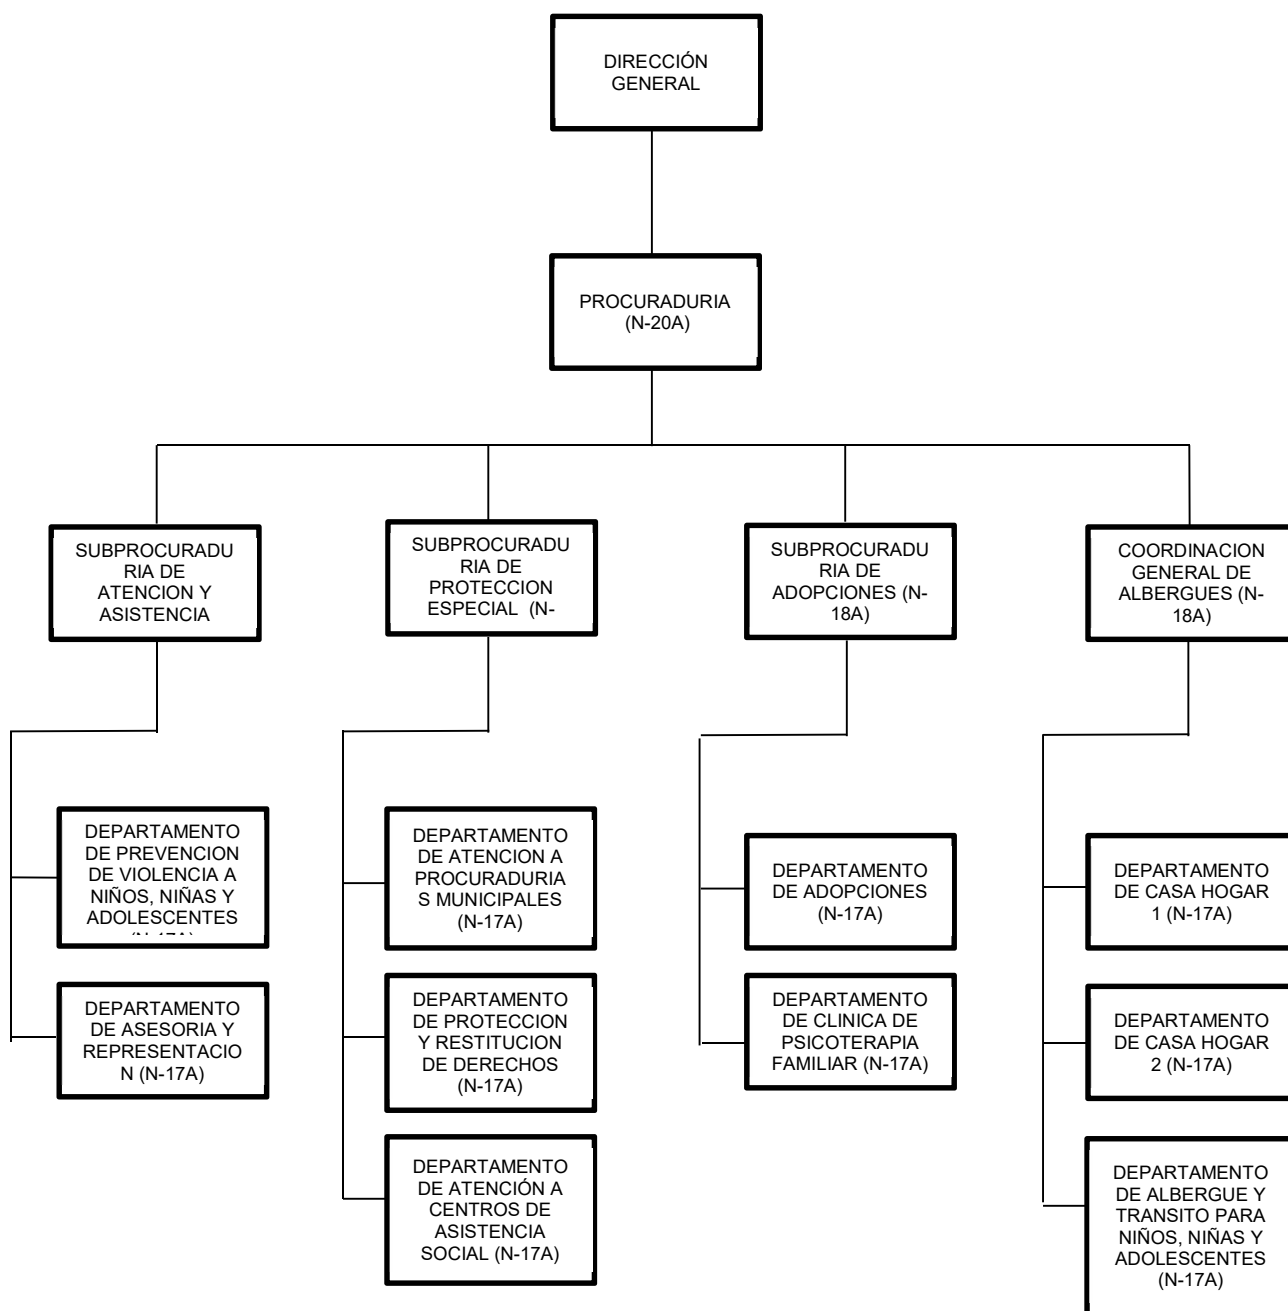 DIRECCIÓN
GENERAL
PROCURADURIA
(N-20A)
SUBPROCURADU
RIA DE
ATENCION Y
ASISTENCIA
SUBPROCURADU
RIA DE
PROTECCION
ESPECIAL (N-
SUBPROCURADU
RIA DE
ADOPCIONES (N-
18A)
COORDINACION
GENERAL DE
ALBERGUES (N-
18A)
DEPARTAMENTO
DE PREVENCION
DE VIOLENCIA A
NIÑOS, NIÑAS Y
ADOLESCENTES
DEPARTAMENTO
DE ASESORIA Y
REPRESENTACIO
N (N-17A)
DEPARTAMENTO
DE ATENCION A
PROCURADURIA
S MUNICIPALES
(N-17A)
DEPARTAMENTO
DE PROTECCION
Y RESTITUCION
DE DERECHOS
(N-17A)
DEPARTAMENTO
DE ATENCIÓN A
CENTROS DE
ASISTENCIA
SOCIAL (N-17A)
DEPARTAMENTO
DE ADOPCIONES
(N-17A)
DEPARTAMENTO
DE CLINICA DE
PSICOTERAPIA
FAMILIAR (N-17A)
DEPARTAMENTO
DE CASA HOGAR
1 (N-17A)
DEPARTAMENTO
DE CASA HOGAR
2 (N-17A)
DEPARTAMENTO
DE ALBERGUE Y
TRANSITO PARA
NIÑOS, NIÑAS Y
ADOLESCENTES
(N-17A)